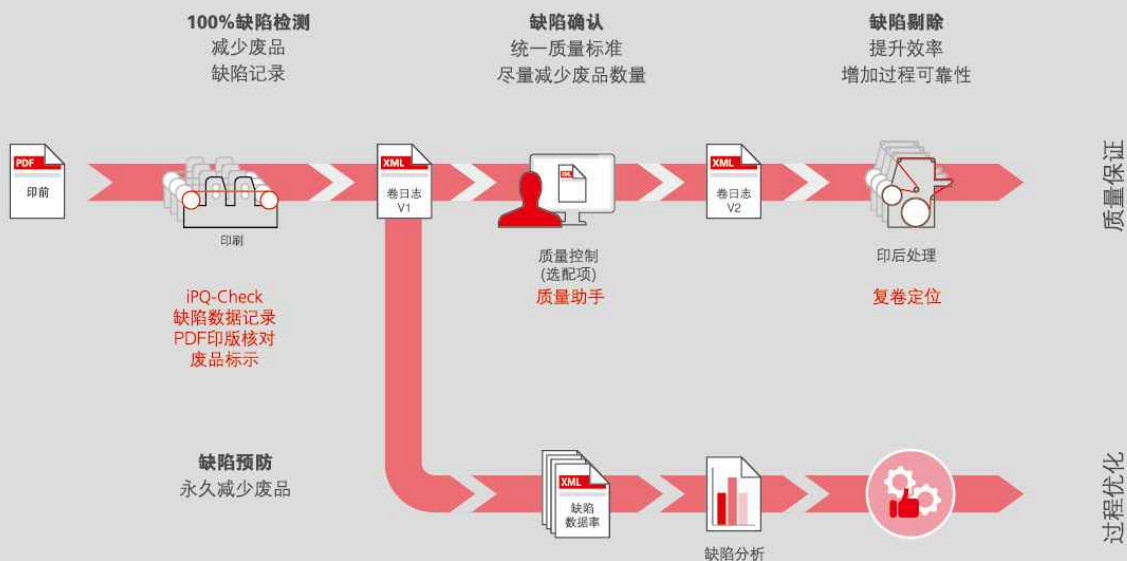 100%缺陷检测
减少废品
缺陷记录
缺陷确认
统一质量标准
尽量减少废品数量
缺陷剔除
提升效率
增加过程可靠性
PDF
印前
印刷
iPQ-Check
缺陷数据记录
PDF印版核对
废品标示
XML
卷日志
V1
XML
质量控制
(选配项)
质量助手
XML
卷日志
V2
印后处理
复卷定位
质量保证
缺陷预防
永久减少废品
XML
缺陷
数据率
缺陷分析
过程优化